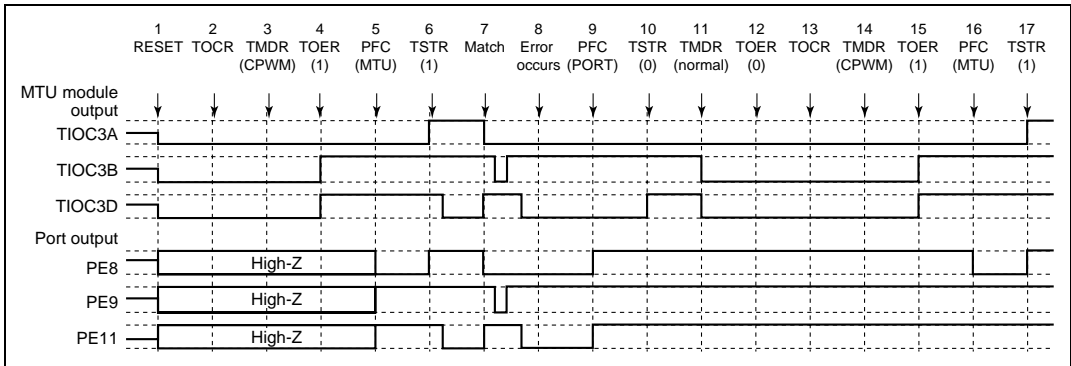 1 2 3 4 5 6 7 8 9 10 11 12 13 14 15 16 17
RESET TOCR TMDR TOER PFC TSTR Match Error PFC TSTR TMDR TOER TOCR TMDR TOER PFC TSTR
(CPWM) (1) (MTU) (1) occurs (PORT) (0) (normal) (0) (CPWM) (1) (MTU) (1)
MTU module
output
TIOC3A
TIOC3B
TIOC3D
Port output
PE8 High-Z
PE9 High-Z
PE11 High-Z